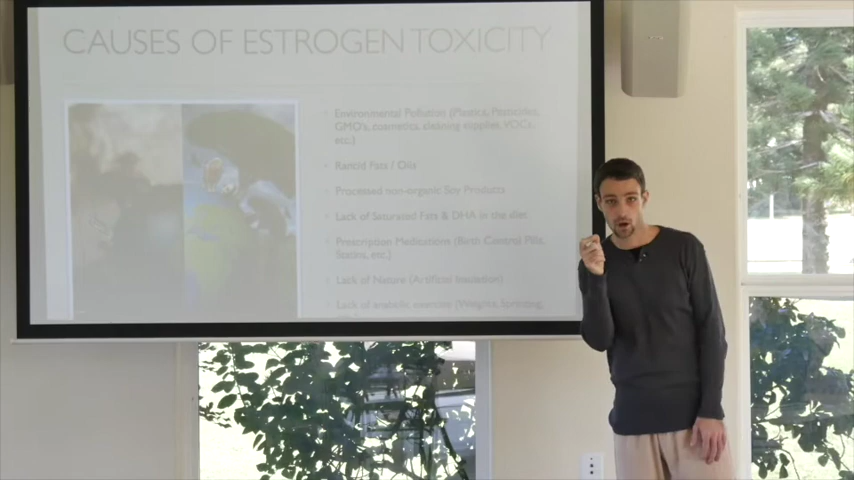 CAUSES OF ESTROGEN TOXICITY
Environmental Pollution (Plastics, Pesticides,
GMO's, cosmetics, cleaning supplies, VOCs,
etc.)
Rancid Fats / Oils
Processed non-organic Soy Products
Lack of Saturated Fats & DHA in the diet
Prescription Medications (Birth Control Pills,
Statins, etc.)
Lack of Nature (Artificial Insulation)
Lack of anabolic exercise (Weights, Sprinting,